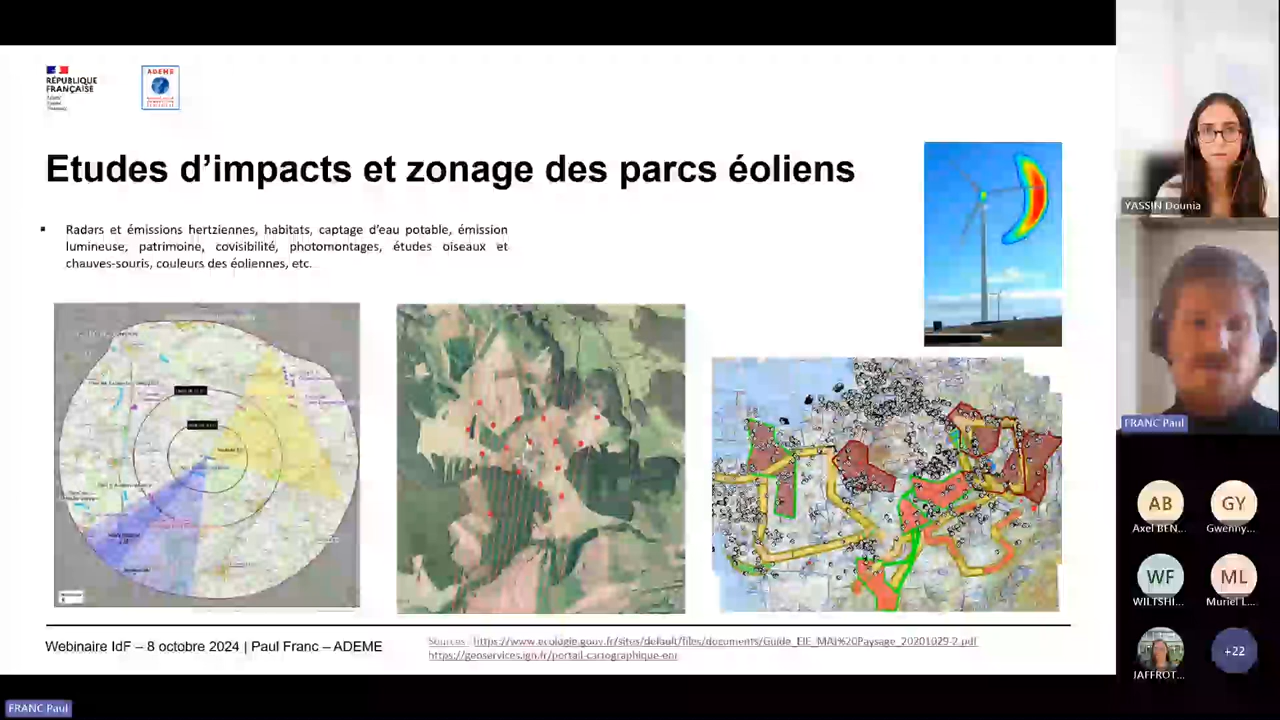 RÉPUBLIQUE
FRANÇAISE
ADEME
Etudes d’impacts et zonage des parcs éoliens
Radars et émissions hertziennes, habitats, captage d’eau potable, émission
lumineuse, patrimoine, covisibilité, photomontages, études oiseaux et
chauves-souris, couleurs des éoliennes, etc.
Webinaire IdF – 8 octobre 2024 | Paul Franc – ADEME
Sources : https://www.ecologie.gouv.fr/sites/default/files/documents/Guide_EIE_MAJ%20Paysage_20201029-2.pdf
https://geoservices.ign.fr/portail-cartographique-enr
YASSIN Dounia
FRANC Paul
AB
GY
Axel BEN...
Gwenny...
WF
ML
WILTSHI...
Muriel L...
JAFFROT...
+22
FRANC Paul